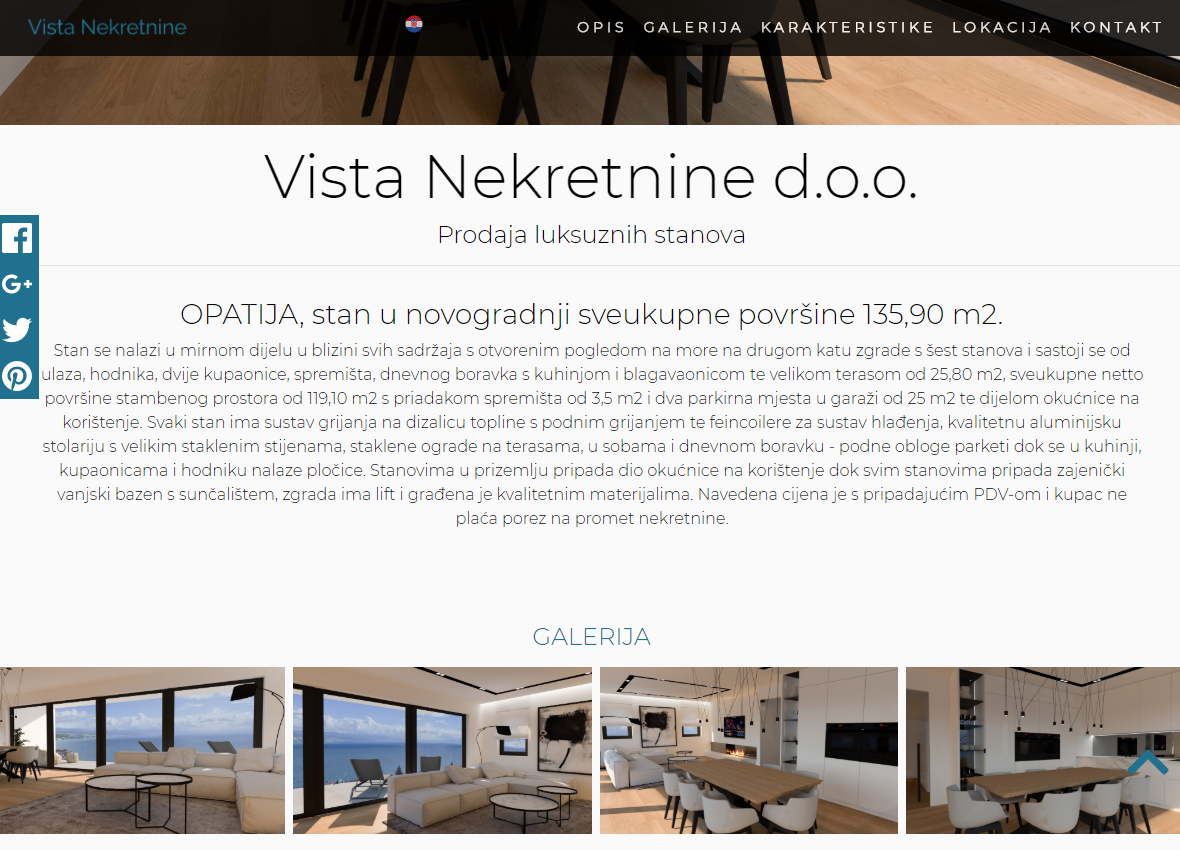 Vista Nekretnine
OPIS GALERIJA KARAKTERISTIKE LOKACIJA KONTAKT
Vista Nekretnine d.o.o.
Prodaja luksuznih stanova
OPATIJA, stan u novogradnji sveukupne površine 135,90 m2.
Stan se nalazi u mirnom dijelu u blizini svih sadržaja s otvorenim pogledom na more na drugom katu zgrade s šest stanova i sastoji se od
ulaza, hodnika, dvije kupaonice, spremišta, dnevnog boravka s kuhinjom i blagavaonicom te velikom terasom od 25,80 m2, sveukupne netto
površine stambenog prostora od 119,10 m2 s priadakom spremišta od 3,5 m2 i dva parkirna mjesta u garaži od 25 m2 te dijelom okućnice na
korištenje. Svaki stan ima sustav grijanja na dizalicu topline s podnim grijanjem te feincoilere za sustav hlađenja, kvalitetnu aluminijsku
stolariju s velikim staklenim stijenama, staklene ograde na terasama, u sobama i dnevnom boravku - podne obloge parketi dok se u kuhinji,
kupaonicama i hodniku nalaze pločice. Stanovima u prizemlju pripada dio okućnice na korištenje dok svim stanovima pripada zajenički
vanjski bazen s sunčalištem, zgrada ima lift i građena je kvalitetnim materijalima. Navedena cijena je s pripadajućim PDV-om i kupac ne
plaća porez na promet nekretnine.
GALERIJA